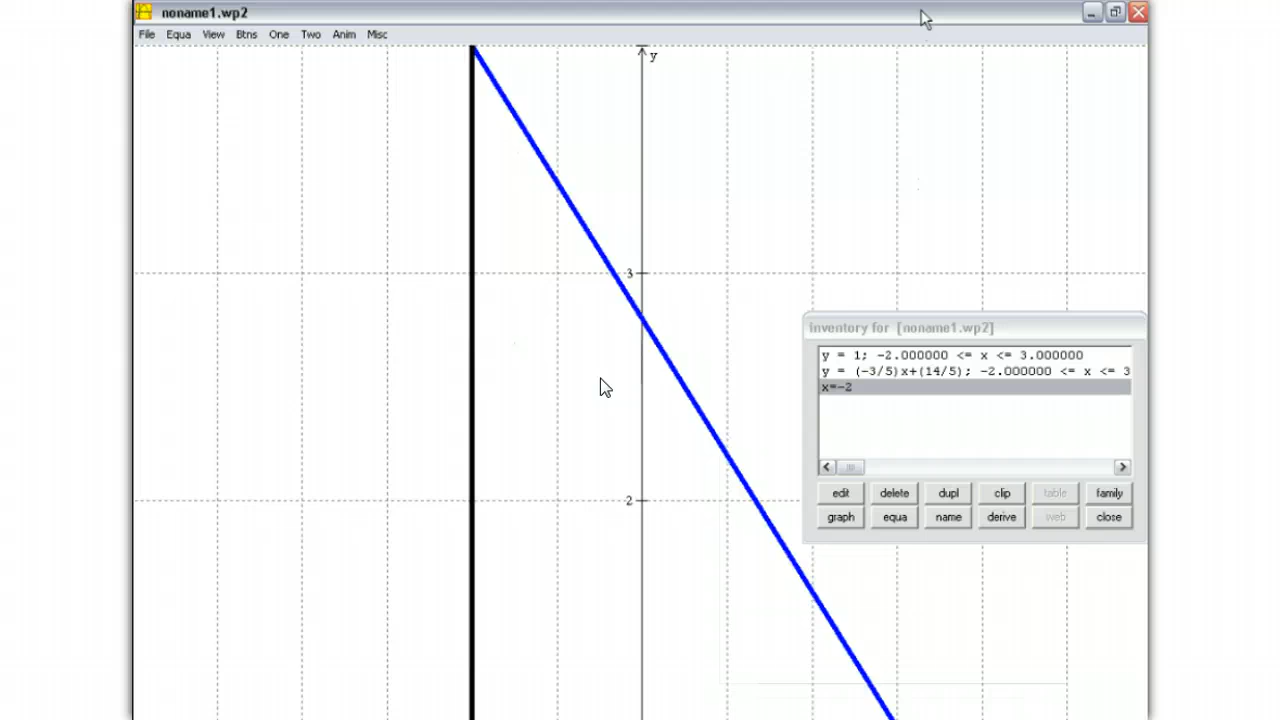 noname1.wp2
File Equa View Btns One Two Anim Misc
y
3
2
Inventory for [noname1.wp2]
y = 1; -2.000000 <= x <= 3.000000
y = (-3/5)x+(14/5); -2.000000 <= x <= 3
x=-2
edit delete dupl clip table family
graph equa name derive web close